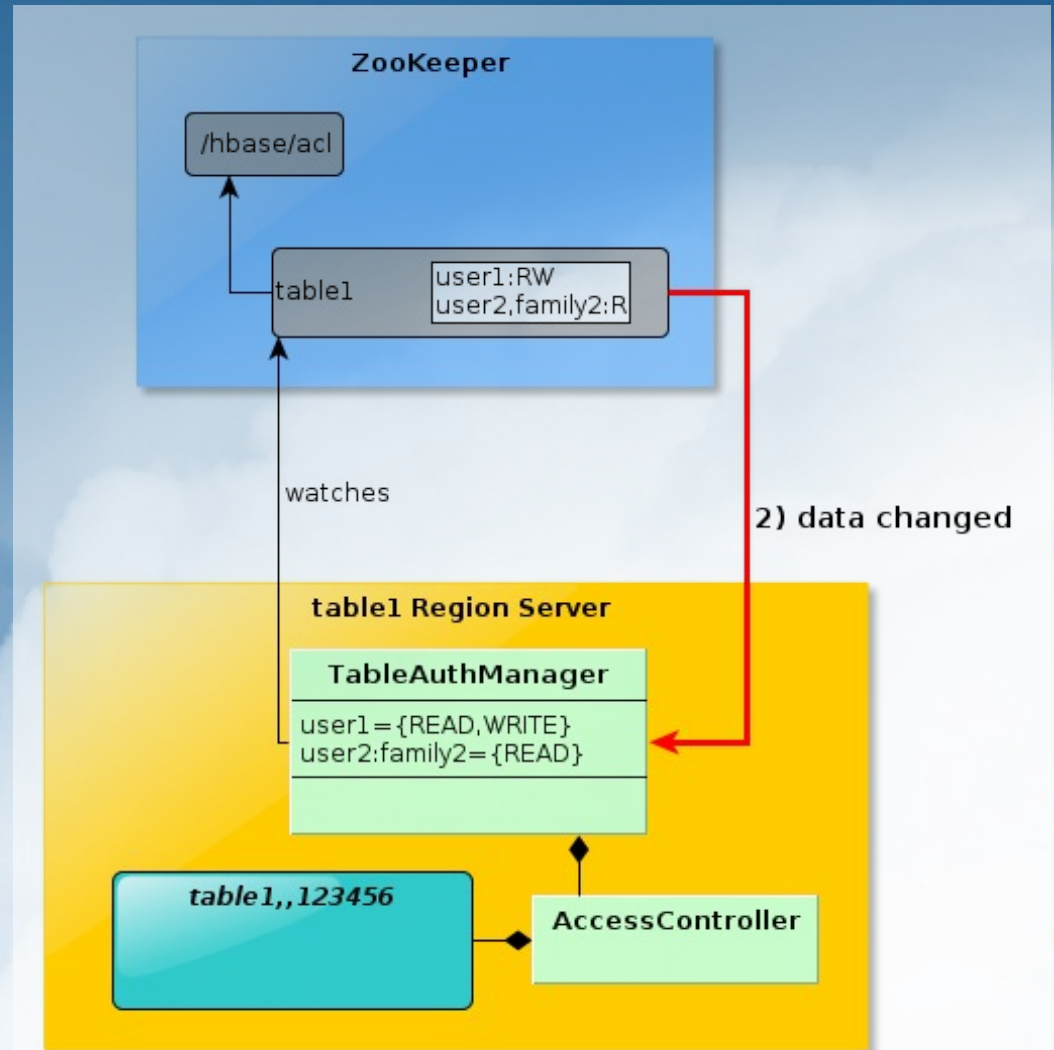 ZooKeeper
/hbase/acl
table1
user1:RW
user2,family2:R
watches
2) data changed
table1 Region Server
TableAuthManager
user1={READ,WRITE}
user2:family2={READ}
table1,,123456
AccessController